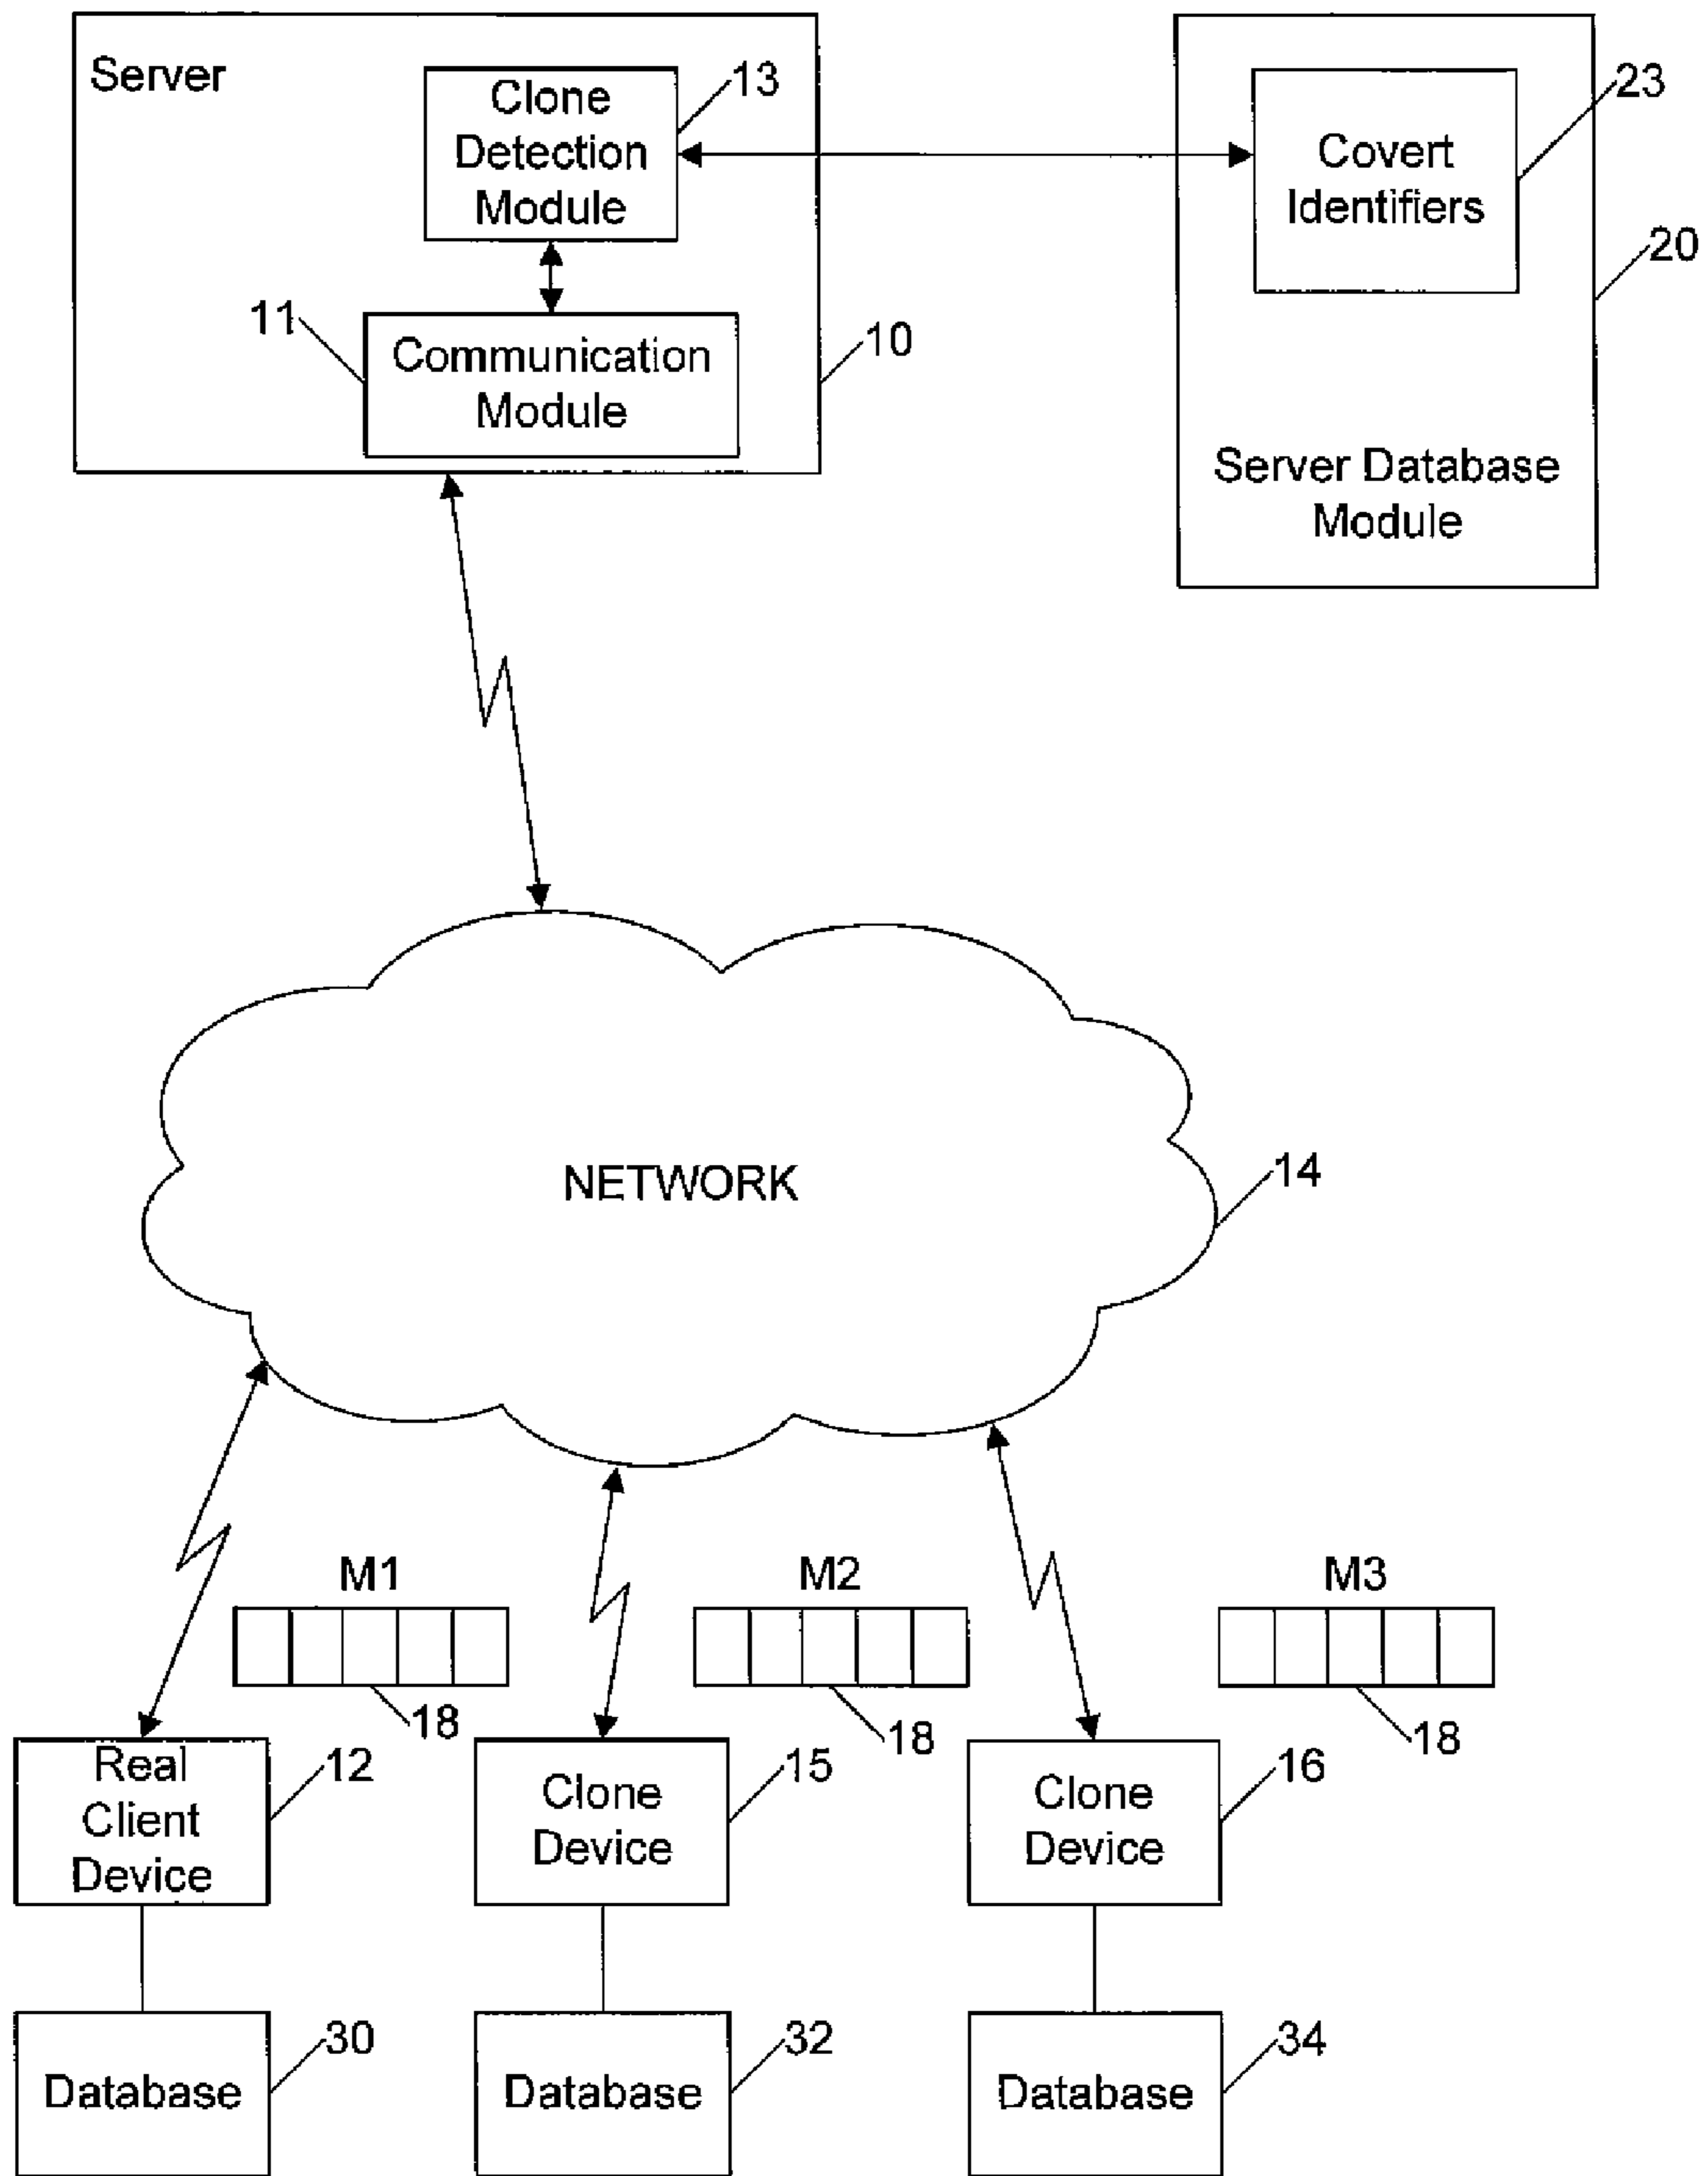 Server
Clone
Detection
Module
13
Covert
Identifiers
23
20
11
Communication
Module
10
Server Database
Module
NETWORK
14
M1
M2
M3
18
18
18
Real
Client
Device
12
Clone
Device
15
Clone
Device
16
Database
30
Database
32
Database
34